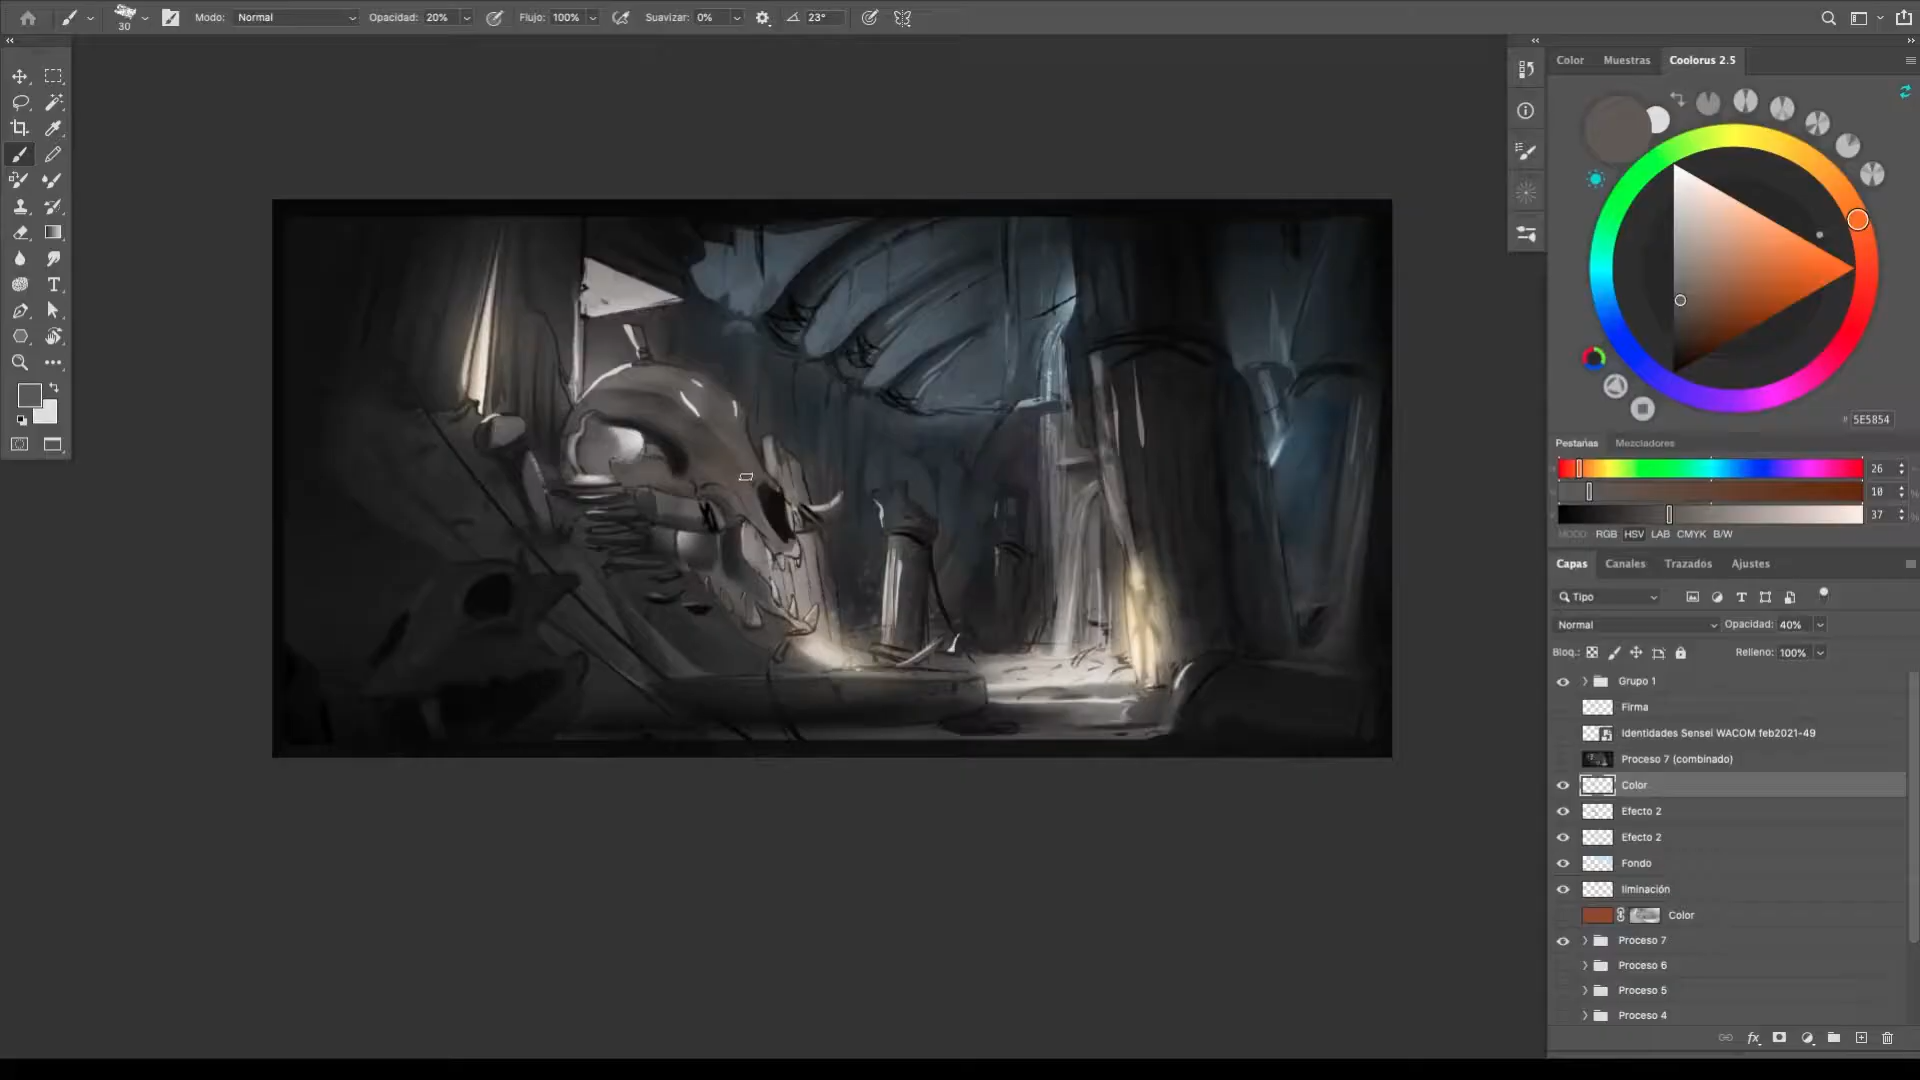 Modo: Normal Opacidad: 20% Flujo: 100% Suavizar: 0% 23°
30
Color Muestras Coolorus 2.5
# 5E5854
Pestañas Mezcladores
26
10 %
37 %
MODO: RGB HSV LAB CMYK B/W
Capas Canales Trazados Ajustes
Tipo
Normal Opacidad: 40%
Bloq.: Relleno: 100%
Grupo 1
Firma
Identidades Sensei WACOM feb2021-49
Proceso 7 (combinado)
Color
Efecto 2
Efecto 2
Fondo
Iliminación
Color
Proceso 7
Proceso 6
Proceso 5
Proceso 4